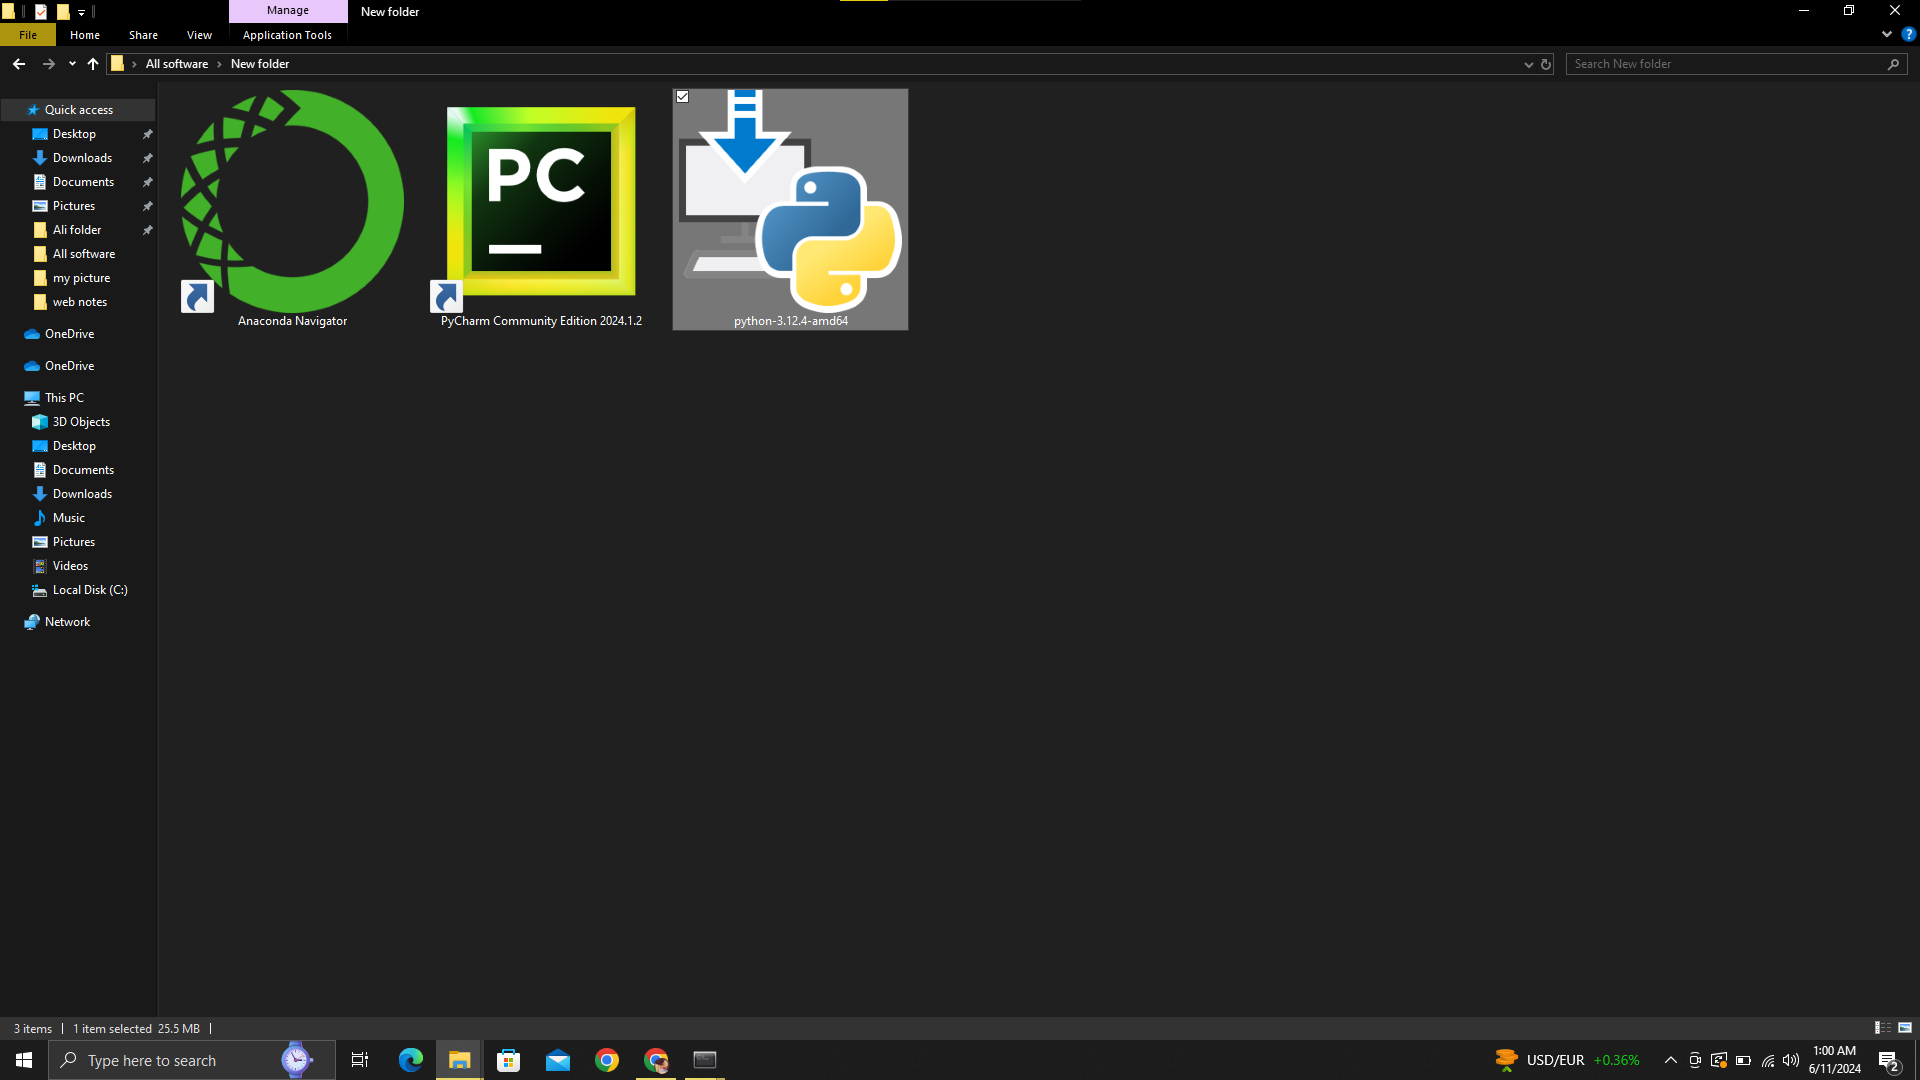 Manage
New folder
File
Home
Share
View
Application Tools
All software
New folder
Search New folder
Quick access
Desktop
Downloads
Documents
Pictures
Ali folder
All software
my picture
web notes
OneDrive
OneDrive
This PC
3D Objects
Desktop
Documents
Downloads
Music
Pictures
Videos
Local Disk (C:)
Network
PC
Anaconda Navigator
PyCharm Community Edition 2024.1.2
python-3.12.4-amd64
3 items
1 item selected 25.5 MB
Type here to search
USD/EUR +0.36%
1:00 AM
6/11/2024
2